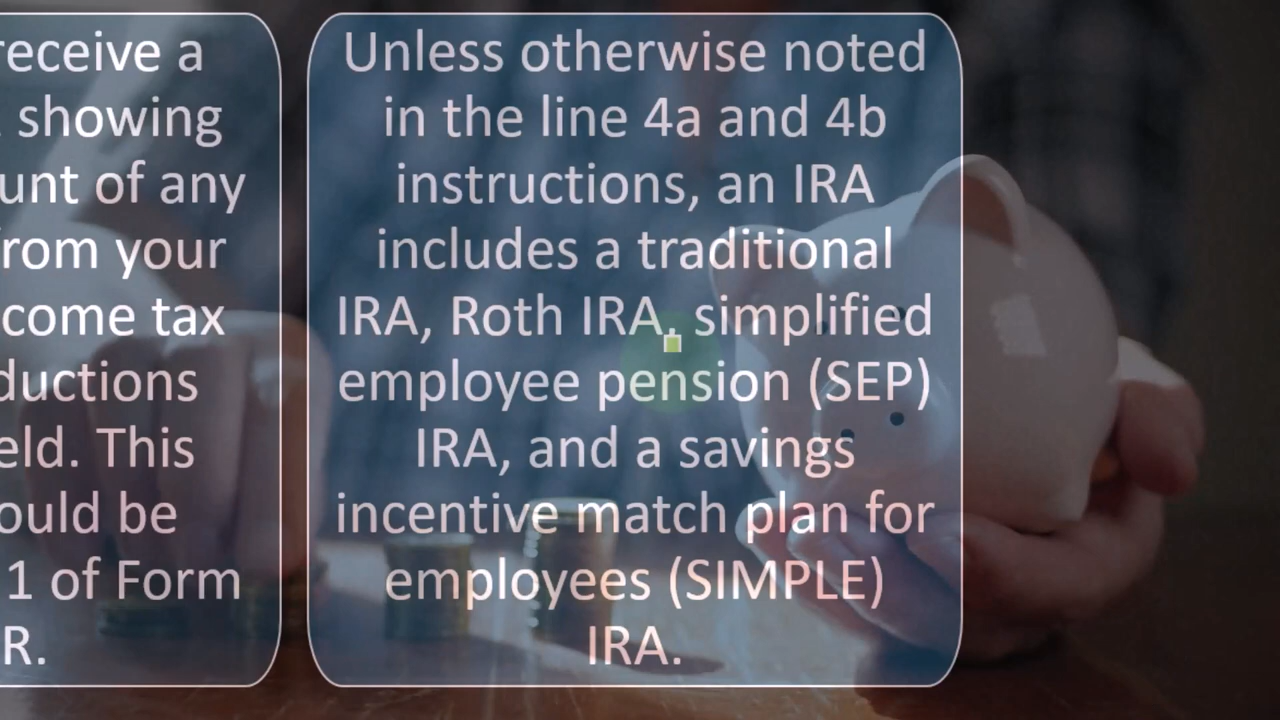 receive a
showing
unt of any
rom your
come tax
ductions
eld. This
ould be
1 of Form
R.
Unless otherwise noted
in the line 4a and 4b
instructions, an IRA
includes a traditional
IRA, Roth IRA, simplified
employee pension (SEP)
IRA, and a savings
incentive match plan for
employees (SIMPLE)
IRA.